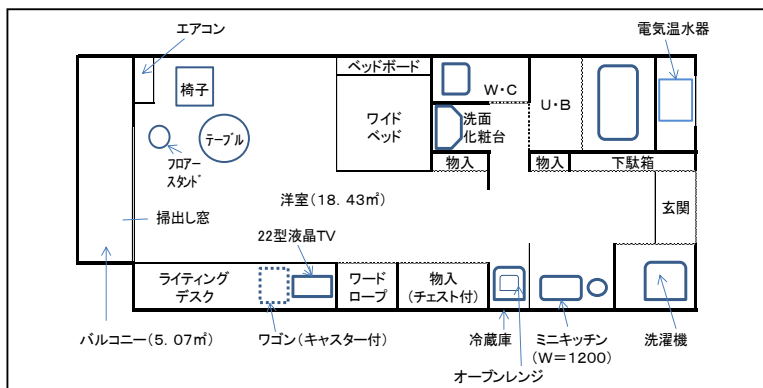 エアコン
電気温水器
ベッドボード
椅子
W・C
U・B
ワイド
ベッド
洗面
化粧台
テーブル
フロアー
スタンド
物入
物入
下駄箱
洋室(18.43㎡)
玄関
掃出し窓
22型液晶TV
ライティング
デスク
ワード
ロープ
物入
(チェスト付)
バルコニー(5.07㎡)
ワゴン(キャスター付)
冷蔵庫
ミニキッチン
(W=1200)
洗濯機
オーブンレンジ